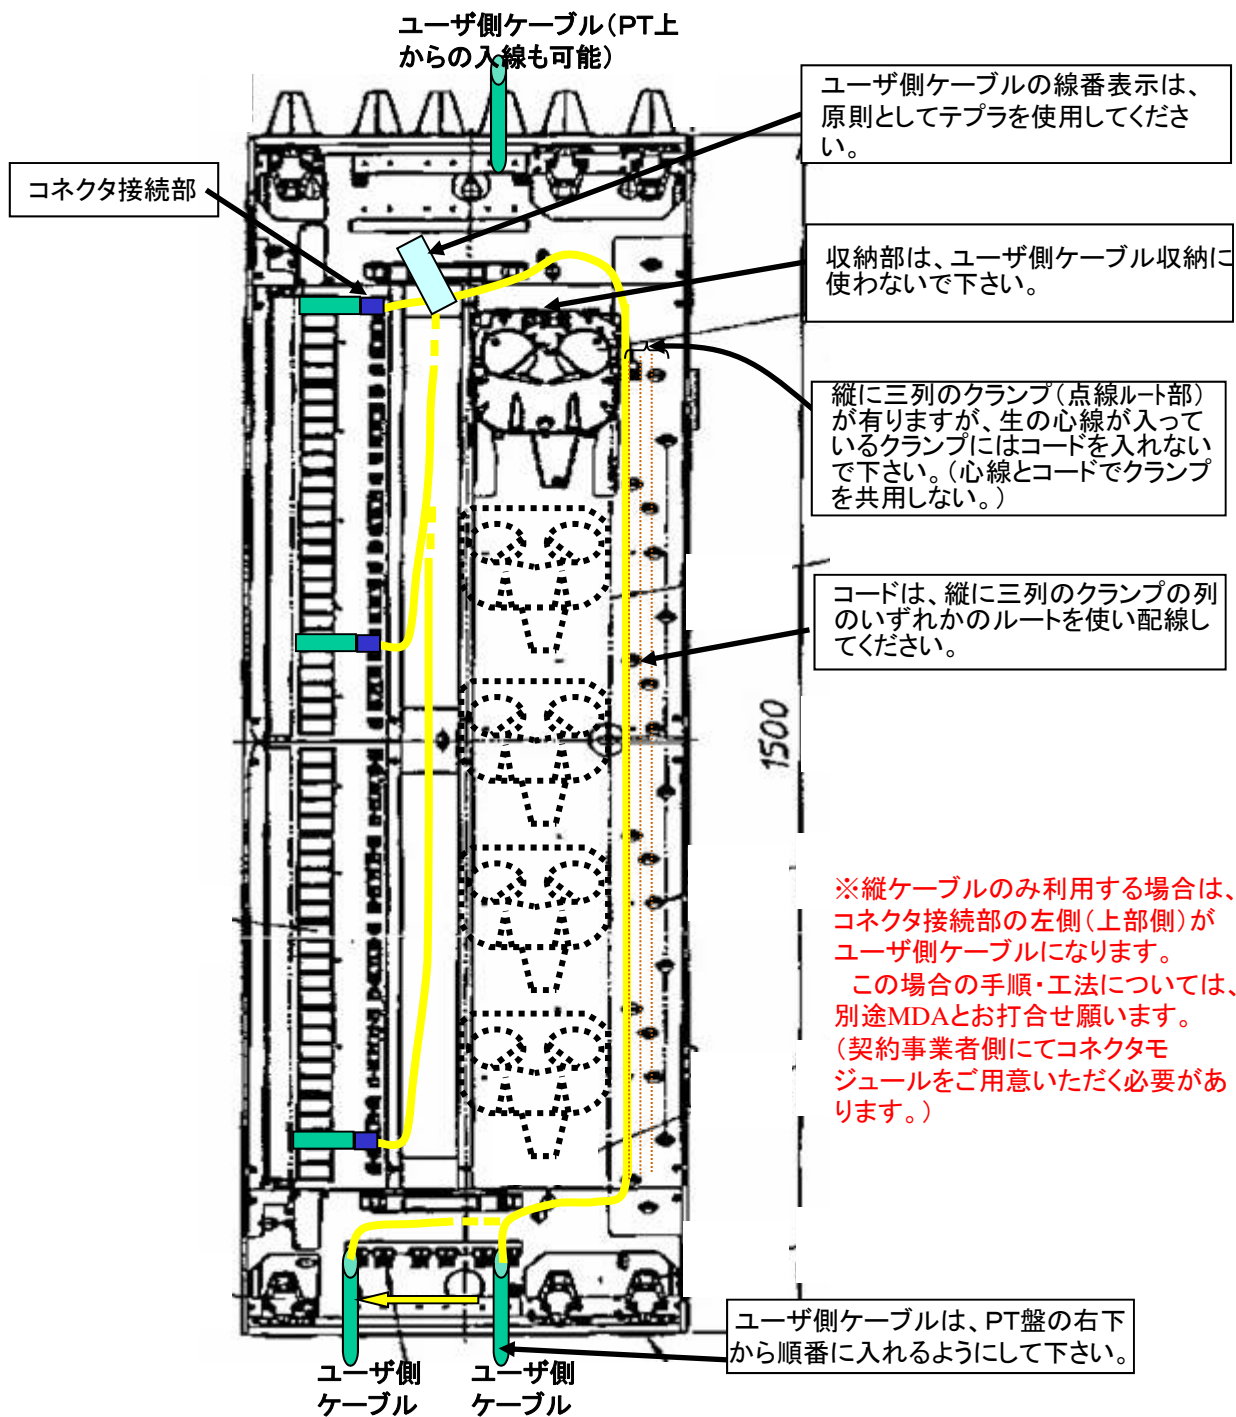 ユーザ側ケーブル（ＰＴ上
からの入線も可能）
ユーザ側ケーブルの線番表示は、
原則としてテプラを使用してくださ
い。
コネクタ接続部
収納部は、ユーザ側ケーブル収納に
使わないで下さい。
縦に三列のクランプ（点線ﾙｰﾄ部）
が有りますが、生の心線が入って
いるクランプにはコードを入れない
で下さい。（心線とコードでクランプ
を共用しない。）
コードは、縦に三列のクランプの列
のいずれかのルートを使い配線し
てください。
1500
※縦ケーブルのみ利用する場合は、
コネクタ接続部の左側（上部側）が
ユーザ側ケーブルになります。
この場合の手順・工法については、
別途MDAとお打合せ願います。
（契約事業者側にてコネクタモ
ジュールをご用意いただく必要があ
ります。）
ユーザ側ケーブルは、PT盤の右下
から順番に入れるようにして下さい。
ユーザ側
ケーブル
ユーザ側
ケーブル